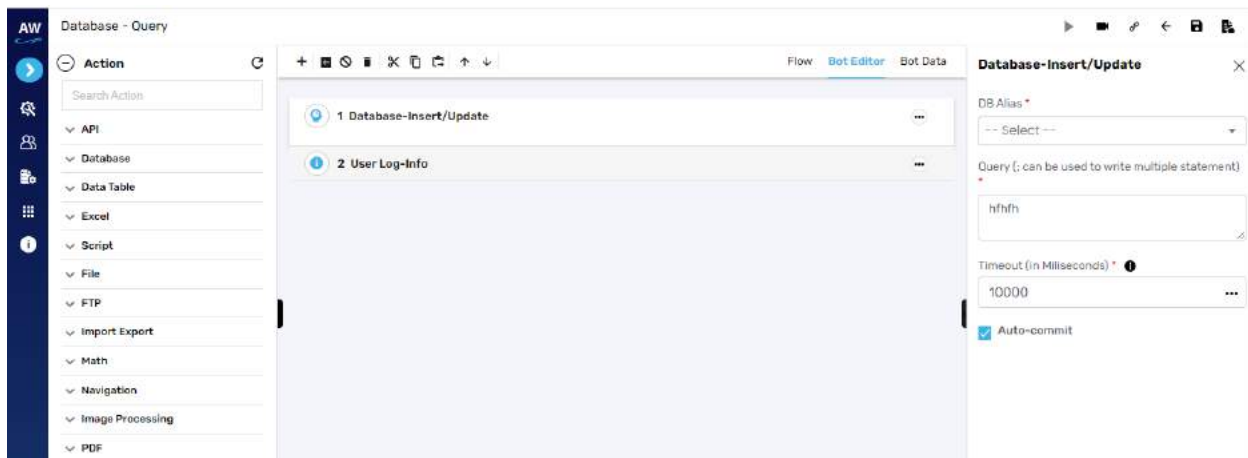 AW
Database - Query
Action
Search Action
API
Database
Data Table
Excel
Script
File
FTP
Import Export
Math
Navigation
Image Processing
PDF
Flow Bot Editor Bot Data
1 Database-Insert/Update
2 User Log-Info
Database-Insert/Update
DB Alias *
-- Select --
Query (; can be used to write multiple statement)
*
hfhfh
Timeout (in Miliseconds) *
10000
Auto-commit